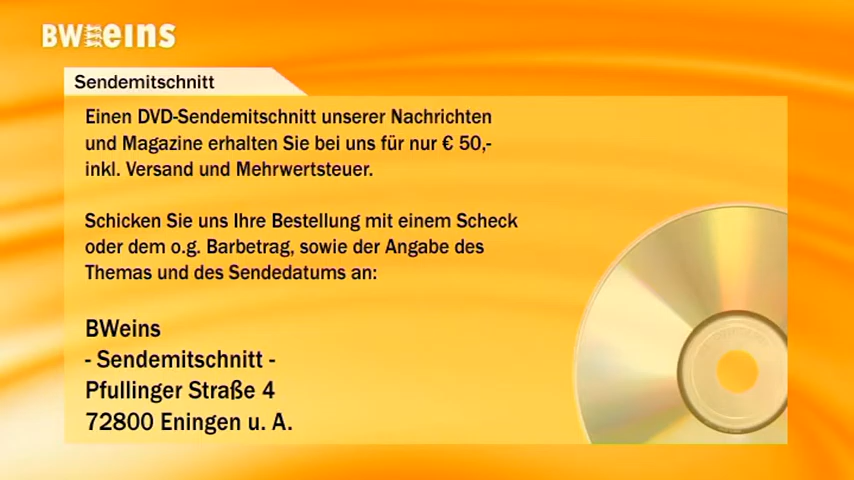 BWeins
Sendemitschnitt
Einen DVD-Sendemitschnitt unserer Nachrichten
und Magazine erhalten Sie bei uns für nur € 50,-
inkl. Versand und Mehrwertsteuer.
Schicken Sie uns Ihre Bestellung mit einem Scheck
oder dem o.g. Barbetrag, sowie der Angabe des
Themas und des Sendedatums an:
BWeins
- Sendemitschnitt -
Pfullinger Straße 4
72800 Eningen u. A.